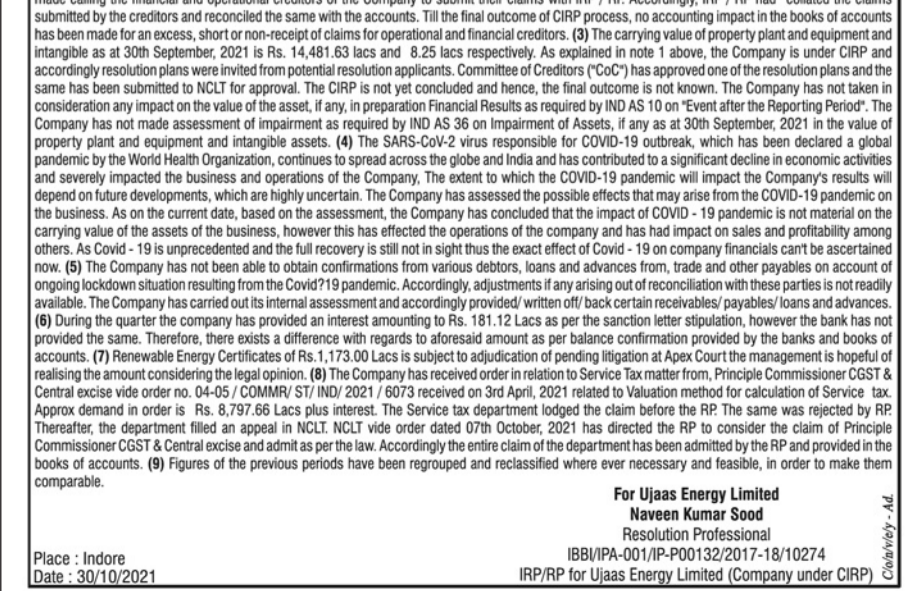 made calling the financial and operational creditors of the Company to submit their claims with IRP / RP. Accordingly, IRP / RP had collated the claims
submitted by the creditors and reconciled the same with the accounts. Till the final outcome of CIRP process, no accounting impact in the books of accounts
has been made for an excess, short or non-receipt of claims for operational and financial creditors. (3) The carrying value of property plant and equipment and
intangible as at 30th September, 2021 is Rs. 14,481.63 lacs and 8.25 lacs respectively. As explained in note 1 above, the Company is under CIRP and
accordingly resolution plans were invited from potential resolution applicants. Committee of Creditors ("CoC") has approved one of the resolution plans and the
same has been submitted to NCLT for approval. The CIRP is not yet concluded and hence, the final outcome is not known. The Company has not taken in
consideration any impact on the value of the asset, if any, in preparation Financial Results as required by IND AS 10 on "Event after the Reporting Period". The
Company has not made assessment of impairment as required by IND AS 36 on Impairment of Assets, if any as at 30th September, 2021 in the value of
property plant and equipment and intangible assets. (4) The SARS-CoV-2 virus responsible for COVID-19 outbreak, which has been declared a global
pandemic by the World Health Organization, continues to spread across the globe and India and has contributed to a significant decline in economic activities
and severely impacted the business and operations of the Company, The extent to which the COVID-19 pandemic will impact the Company's results will
depend on future developments, which are highly uncertain. The Company has assessed the possible effects that may arise from the COVID-19 pandemic on
the business. As on the current date, based on the assessment, the Company has concluded that the impact of COVID - 19 pandemic is not material on the
carrying value of the assets of the business, however this has effected the operations of the company and has had impact on sales and profitability among
others. As Covid - 19 is unprecedented and the full recovery is still not in sight thus the exact effect of Covid - 19 on company financials can't be ascertained
now. (5) The Company has not been able to obtain confirmations from various debtors, loans and advances from, trade and other payables on account of
ongoing lockdown situation resulting from the Covid?19 pandemic. Accordingly, adjustments if any arising out of reconciliation with these parties is not readily
available. The Company has carried out its internal assessment and accordingly provided/ written off/ back certain receivables/ payables/ loans and advances.
(6) During the quarter the company has provided an interest amounting to Rs. 181.12 Lacs as per the sanction letter stipulation, however the bank has not
provided the same. Therefore, there exists a difference with regards to aforesaid amount as per balance confirmation provided by the banks and books of
accounts. (7) Renewable Energy Certificates of Rs.1,173.00 Lacs is subject to adjudication of pending litigation at Apex Court the management is hopeful of
realising the amount considering the legal opinion. (8) The Company has received order in relation to Service Tax matter from, Principle Commissioner CGST &
Central excise vide order no. 04-05 / COMMR/ ST/ IND/ 2021 / 6073 received on 3rd April, 2021 related to Valuation method for calculation of Service tax.
Approx demand in order is Rs. 8,797.66 Lacs plus interest. The Service tax department lodged the claim before the RP. The same was rejected by RP.
Thereafter, the department filled an appeal in NCLT. NCLT vide order dated 07th October, 2021 has directed the RP to consider the claim of Principle
Commissioner CGST & Central excise and admit as per the law. Accordingly the entire claim of the department has been admitted by the RP and provided in the
books of accounts. (9) Figures of the previous periods have been regrouped and reclassified where ever necessary and feasible, in order to make them
comparable.
For Ujaas Energy Limited
Naveen Kumar Sood
Resolution Professional
IBBI/IPA-001/IP-P00132/2017-18/10274
IRP/RP for Ujaas Energy Limited (Company under CIRP)
Place : Indore
Date : 30/10/2021
C/o/n/v/e/y - Ad.